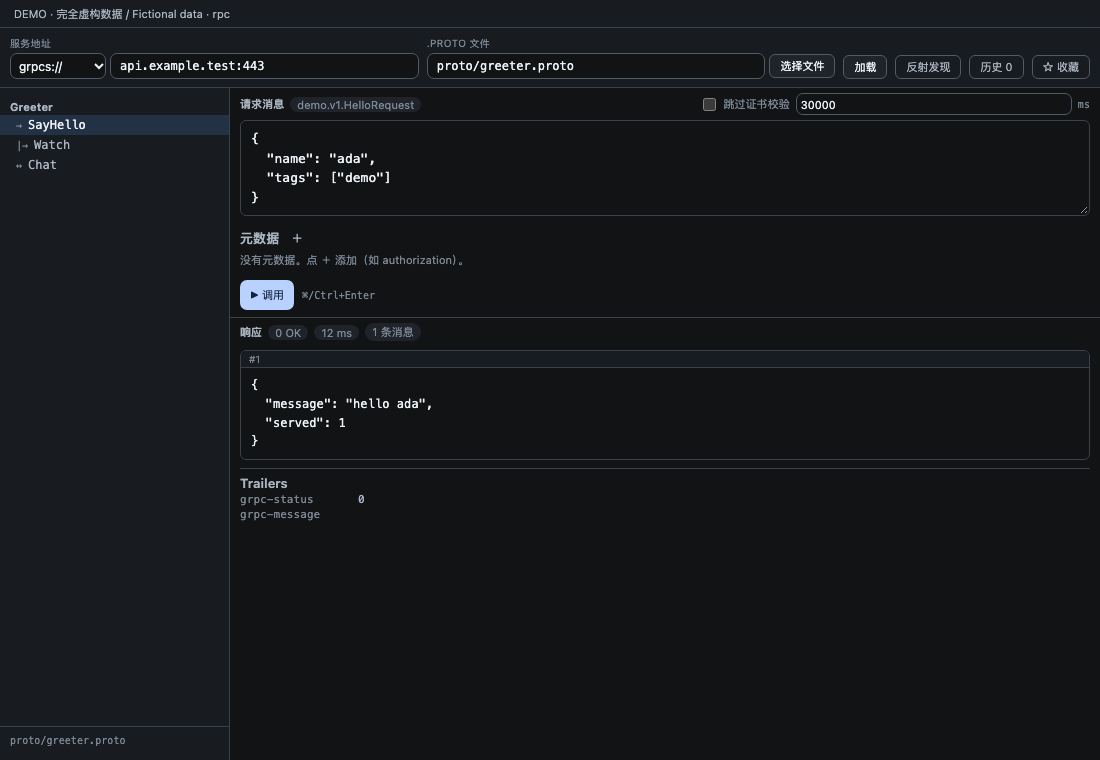 DEMO · 完全虚构数据 / Fictional data · rpc
服务地址
.PROTO 文件
grpcs://
api.example.test:443
proto/greeter.proto
选择文件
加载
反射发现
历史 0
☆ 收藏
Greeter
→ SayHello
|→ Watch
↔ Chat
请求消息 demo.v1.HelloRequest
跳过证书校验 30000 ms
{
"name": "ada",
"tags": ["demo"]
}
元数据 +
没有元数据。点 + 添加（如 authorization）。
▶ 调用 ⌘/Ctrl+Enter
响应 0 OK 12 ms 1 条消息
#1
{
"message": "hello ada",
"served": 1
}
Trailers
grpc-status 0
grpc-message
proto/greeter.proto